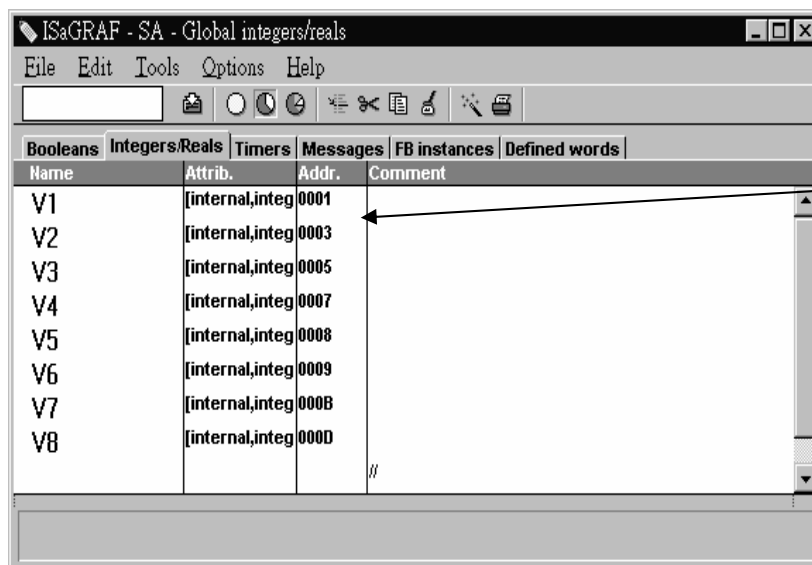 ISaGRAF - SA - Global integers/reals
File Edit Tools Options Help
Booleans Integers/Reals Timers Messages FB instances Defined words
Name Attrib. Addr. Comment
V1 [internal,integ 0001
V2 [internal,integ 0003
V3 [internal,integ 0005
V4 [internal,integ 0007
V5 [internal,integ 0008
V6 [internal,integ 0009
V7 [internal,integ 000B
V8 [internal,integ 000D
//